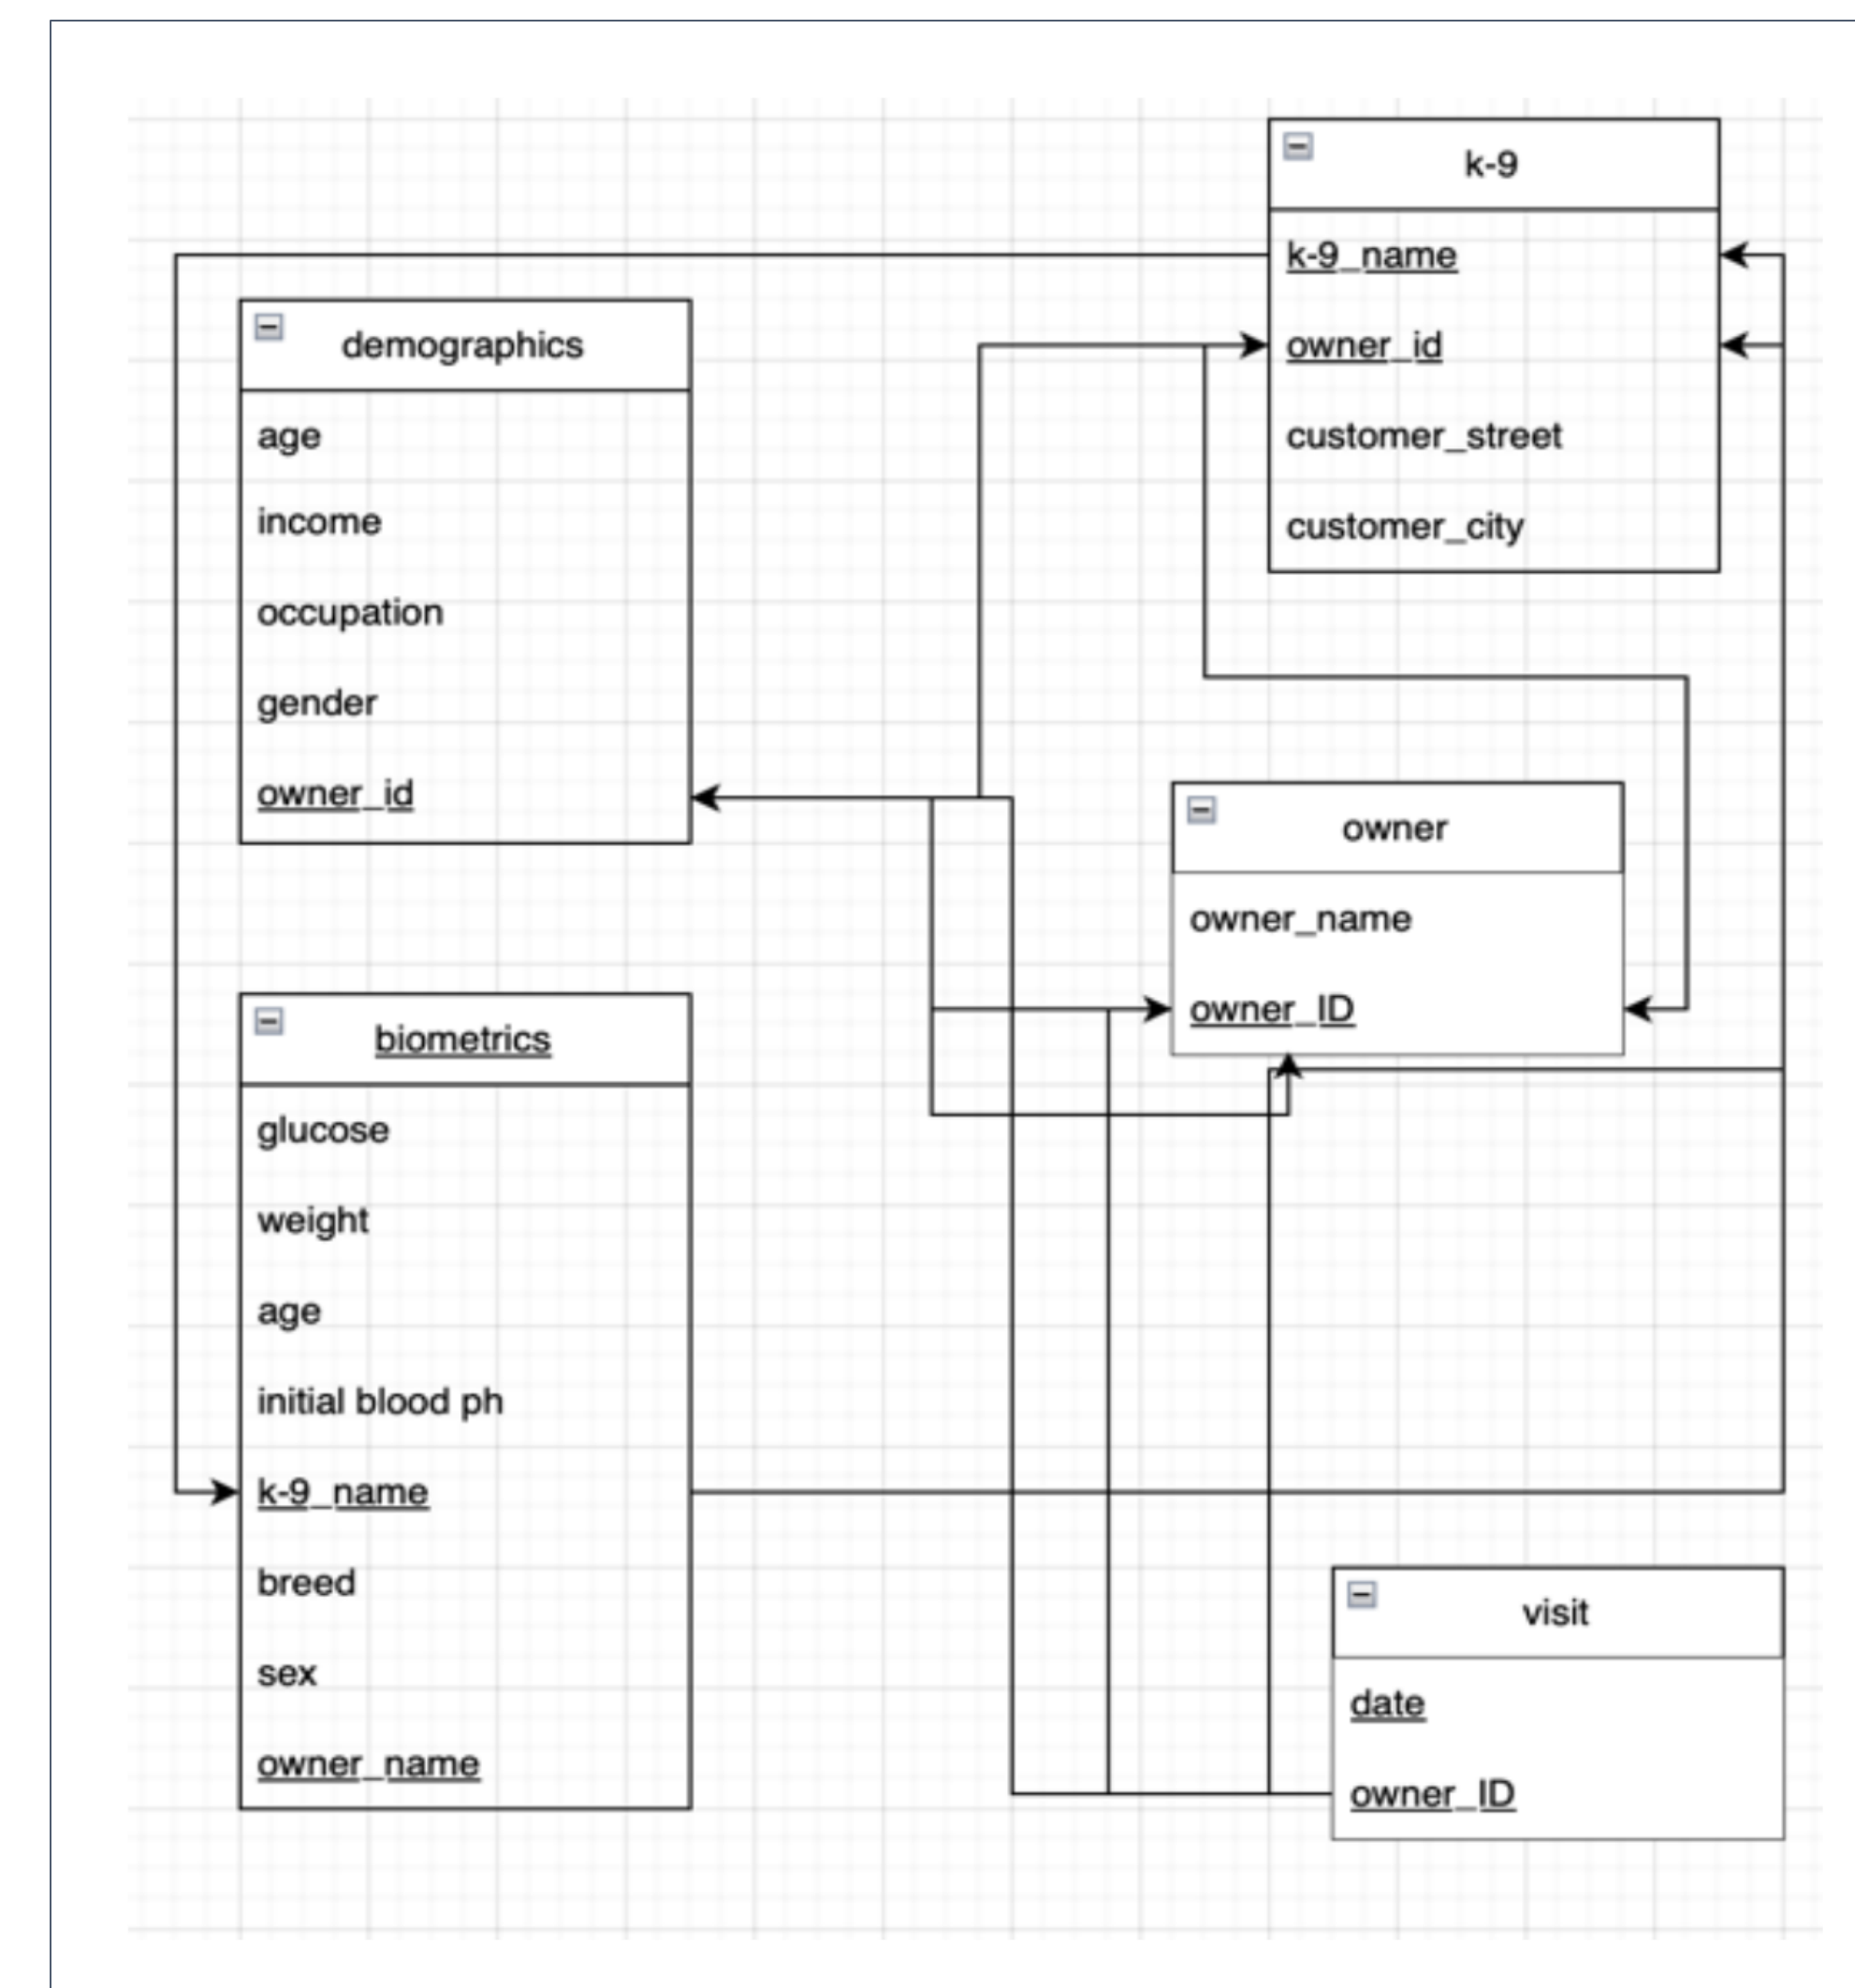 k-9
k-9_name
owner_id
customer_street
customer_city
demographics
age
income
occupation
gender
owner_id
owner
owner_name
owner_ID
biometrics
glucose
weight
age
initial blood ph
k-9_name
breed
sex
owner_name
visit
date
owner_ID